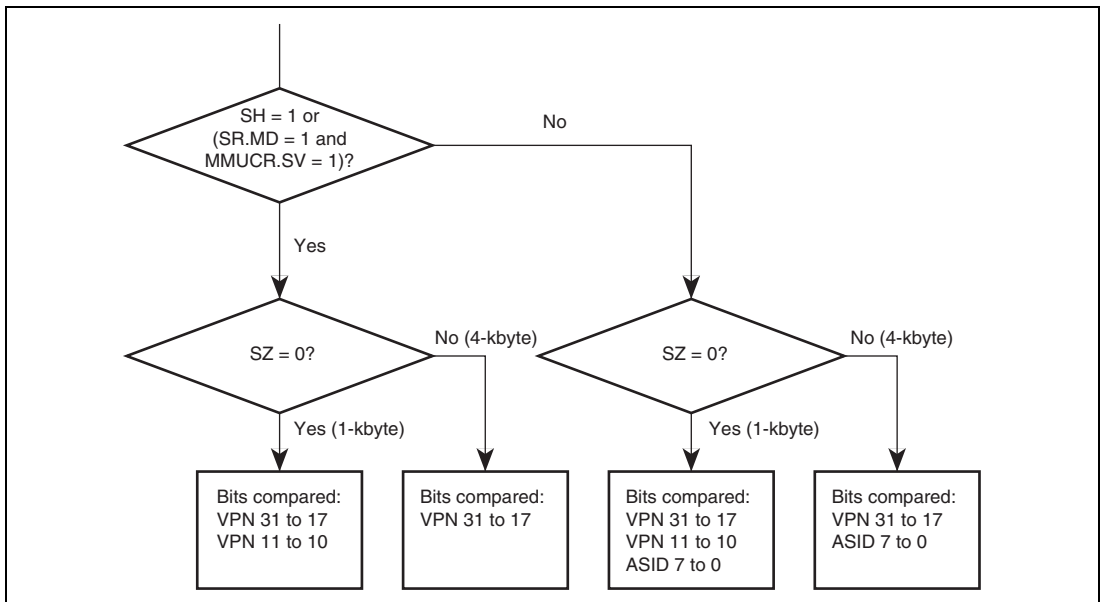 SH = 1 or
(SR.MD = 1 and
MMUCR.SV = 1)?
No
Yes
SZ = 0?
No (4-kbyte)
SZ = 0?
No (4-kbyte)
Yes (1-kbyte)
Yes (1-kbyte)
Bits compared:
VPN 31 to 17
VPN 11 to 10
Bits compared:
VPN 31 to 17
Bits compared:
VPN 31 to 17
VPN 11 to 10
ASID 7 to 0
Bits compared:
VPN 31 to 17
ASID 7 to 0